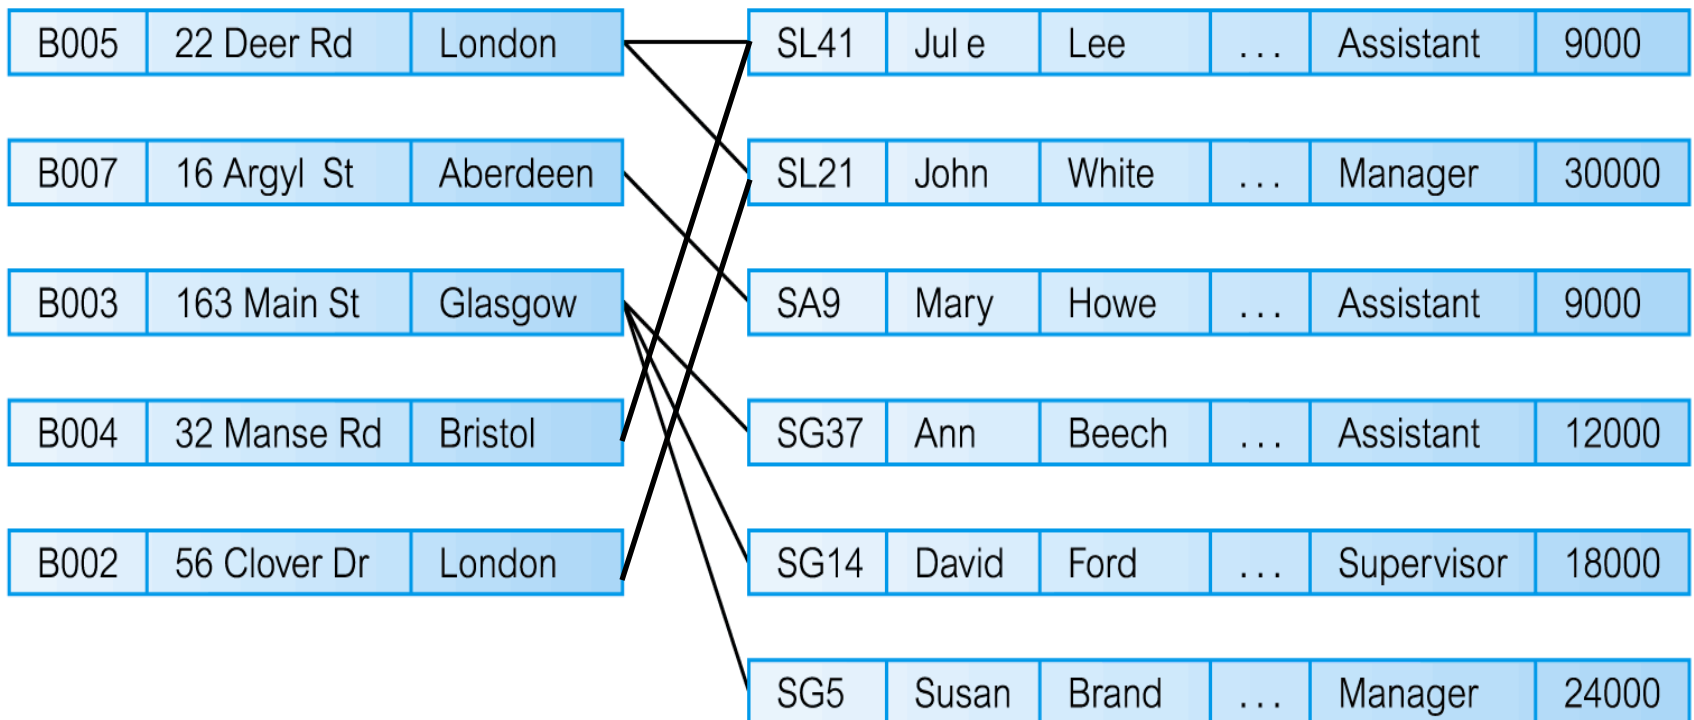 B005 22 Deer Rd London SL41 Jul e Lee ... Assistant 9000
B007 16 Argyl St Aberdeen SL21 John White ... Manager 30000
B003 163 Main St Glasgow SA9 Mary Howe ... Assistant 9000
B004 32 Manse Rd Bristol SG37 Ann Beech ... Assistant 12000
B002 56 Clover Dr London SG14 David Ford ... Supervisor 18000
SG5 Susan Brand ... Manager 24000